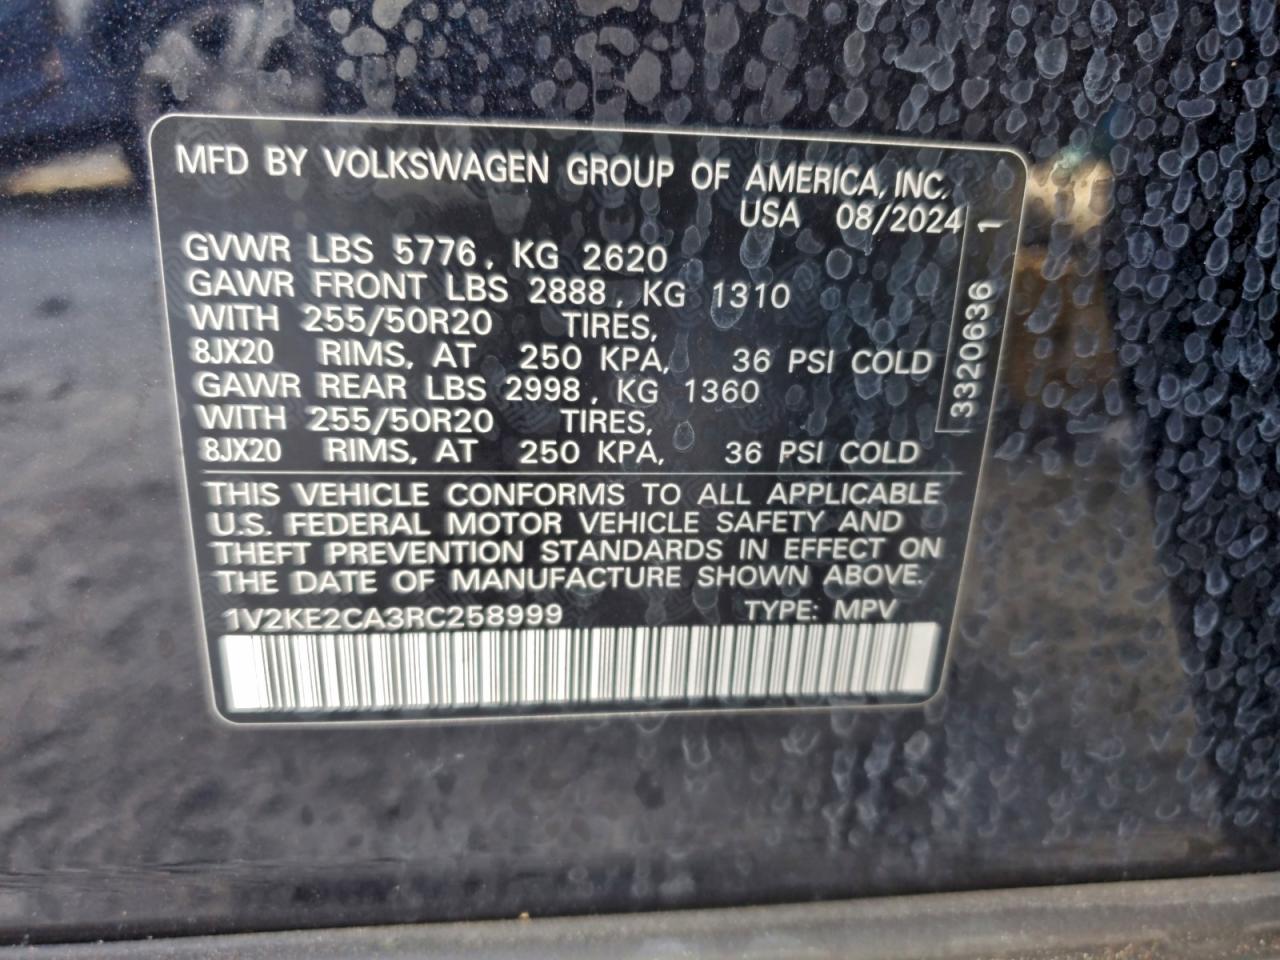 MFD BY VOLKSWAGEN GROUP OF AMERICA, INC.
USA 08/2024
GVWR LBS 5776, KG 2620
GAWR FRONT LBS 2888, KG 1310
WITH 255/50R20 TIRES,
8JX20 RIMS, AT 250 KPA, 36 PSI COLD
GAWR REAR LBS 2998, KG 1360
WITH 255/50R20 TIRES,
8JX20 RIMS, AT 250 KPA, 36 PSI COLD
3320636 1
THIS VEHICLE CONFORMS TO ALL APPLICABLE
U.S. FEDERAL MOTOR VEHICLE SAFETY AND
THEFT PREVENTION STANDARDS IN EFFECT ON
THE DATE OF MANUFACTURE SHOWN ABOVE.
1V2KE2CA3RC258999 TYPE: MPV